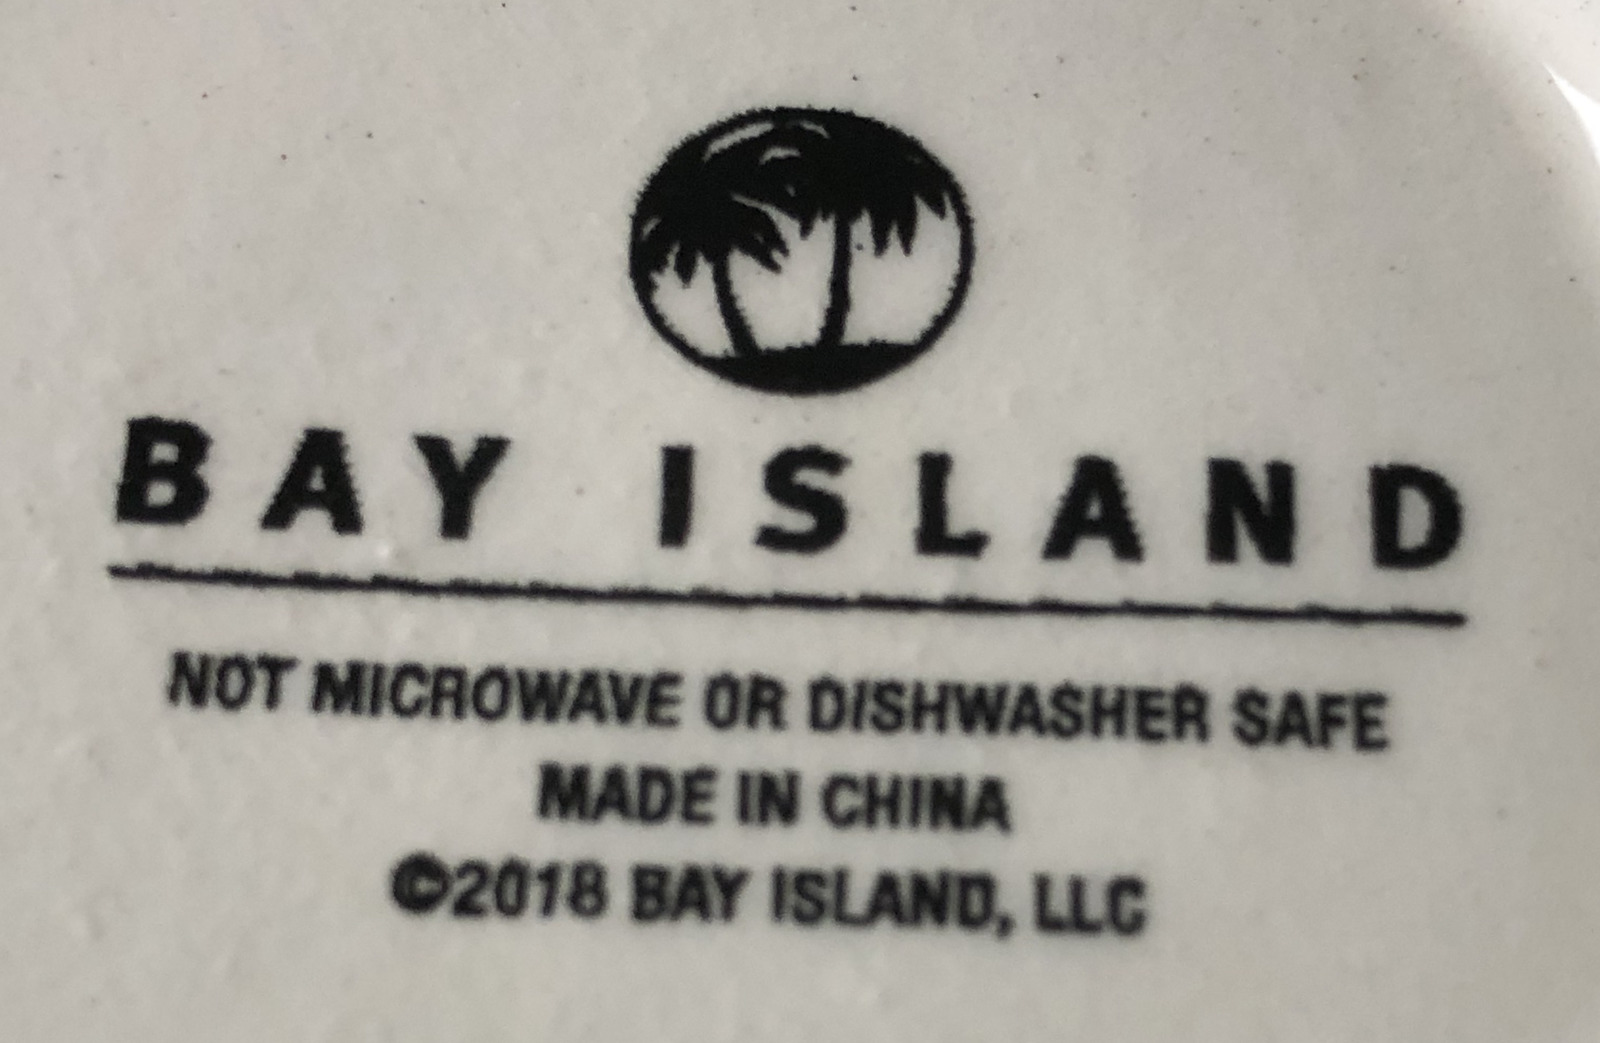 BAY ISLAND
NOT MICROWAVE OR DISHWASHER SAFE
MADE IN CHINA
©2018 BAY ISLAND, LLC